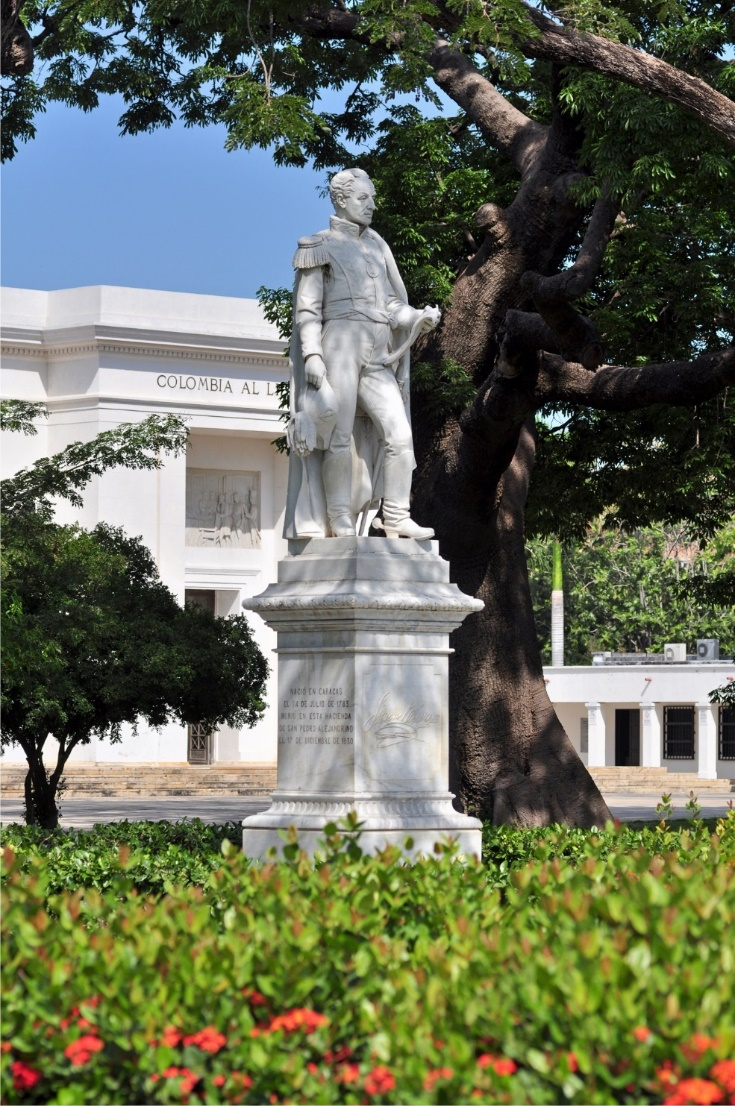 COLOMBIA AL L
NACIÓ EN CARACAS
EL 24 DE JULIO DE 1783
MURIO EN ESTA HACIENDA
DE SAN PEDRO ALEJANDRINO
EL 17 DE DICIEMBRE DE 1830